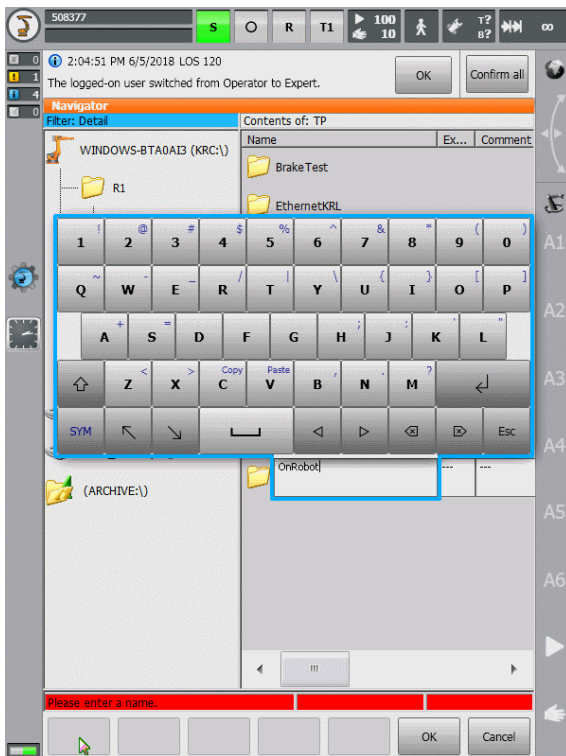 508377
S O R T1 100 10 T? B? ∞
0 2:04:51 PM 6/5/2018 LOS 120
1 The logged-on user switched from Operator to Expert. OK Confirm all
4
0 Navigator
Filter: Detail Contents of: TP
Name Ex... Comment
WINDOWS-BTA0AI3 (KRC:\) BrakeTest
R1 EthernetKRL
! @ # $ % ^ & * ( )
1 2 3 4 5 6 7 8 9 0 A1
~ - _ / | \ { } [ ]
Q W E R T Y U I O P
A2
+ = ; : ' "
A S D F G H J K L
< > Copy Paste , . ?
Z X C V B N M A3
SYM Esc
A4
OnRobot --- ---
(ARCHIVE:\)
A5
A6
Please enter a name.
OK Cancel